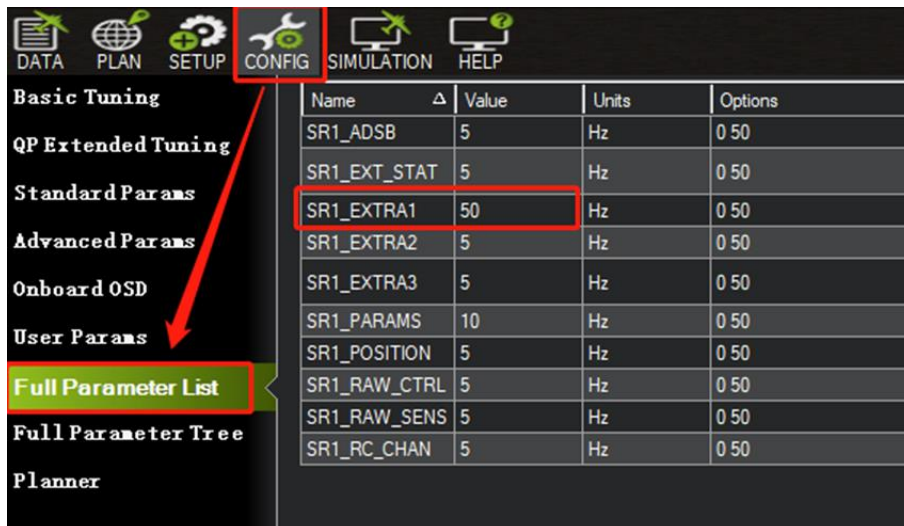 DATA PLAN SETUP CONFIG SIMULATION HELP
Basic Tuning
QP Extended Tuning
Standard Params
Advanced Params
Onboard OSD
User Params
Full Parameter List
Full Parameter Tree
Planner
Name Value Units Options
SR1_ADSB 5 Hz 0 50
SR1_EXT_STAT 5 Hz 0 50
SR1_EXTRA1 50 Hz 0 50
SR1_EXTRA2 5 Hz 0 50
SR1_EXTRA3 5 Hz 0 50
SR1_PARAMS 10 Hz 0 50
SR1_POSITION 5 Hz 0 50
SR1_RAW_CTRL 5 Hz 0 50
SR1_RAW_SENS 5 Hz 0 50
SR1_RC_CHAN 5 Hz 0 50